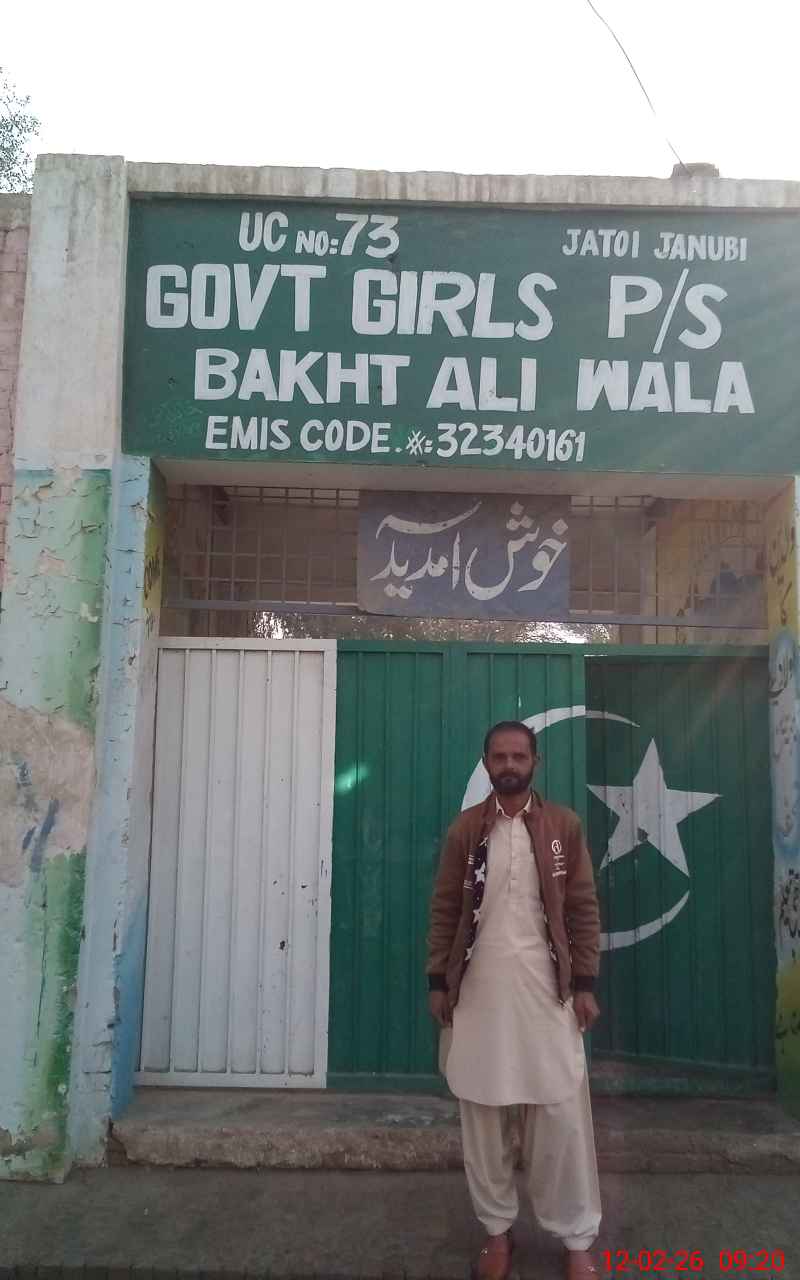 UC NO:73 JATOI JANUBI
GOVT GIRLS P/S
BAKHT ALI WALA
EMIS CODE.#:32340161
خوش آمدید
12-02-26 09:20